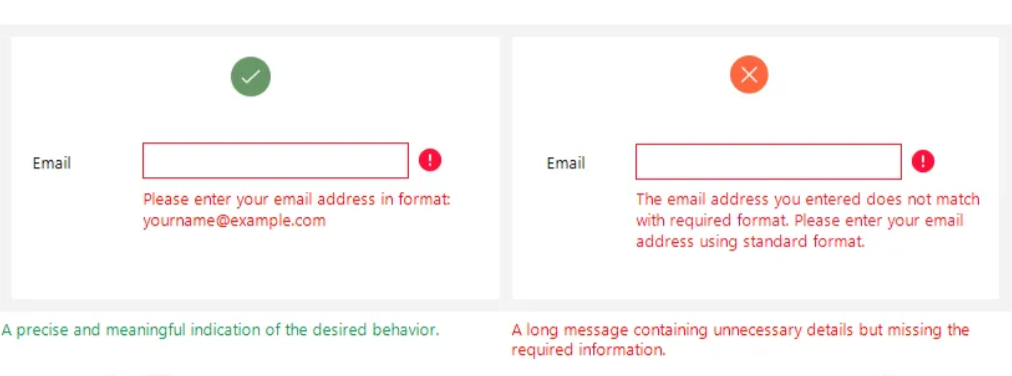 Email
Please enter your email address in format:
yourname@example.com
A precise and meaningful indication of the desired behavior.
Email
The email address you entered does not match
with required format. Please enter your email
address using standard format.
A long message containing unnecessary details but missing the
required information.